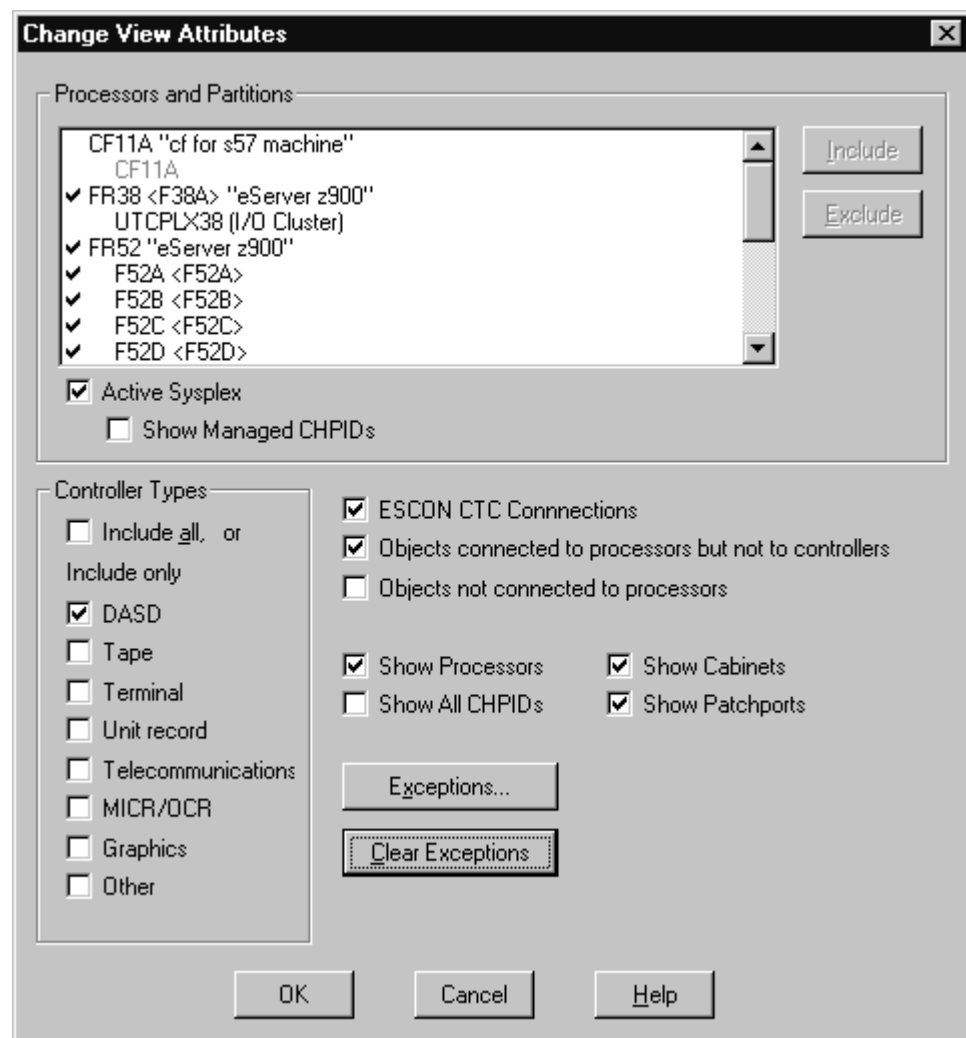 Change View Attributes
Processors and Partitions
CF11A "cf for s57 machine"
CF11A
FR38 <F38A> "eServer z900"
UTCPLX38 (I/O Cluster)
FR52 "eServer z900"
F52A <F52A>
F52B <F52B>
F52C <F52C>
F52D <F52D>
Include
Exclude
Active Sysplex
Show Managed CHPIDs
Controller Types
Include all, or
Include only
DASD
Tape
Terminal
Unit record
Telecommunications
MICR/OCR
Graphics
Other
ESCON CTC Connnections
Objects connected to processors but not to controllers
Objects not connected to processors
Show Processors
Show Cabinets
Show All CHPIDs
Show Patchports
Exceptions...
Clear Exceptions
OK
Cancel
Help